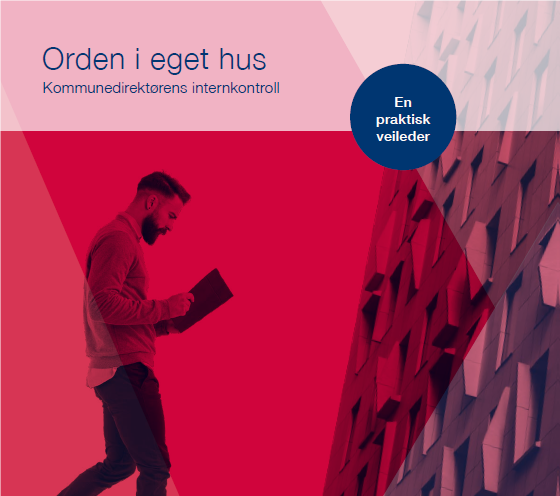 Orden i eget hus
Kommunedirektørens internkontroll
En
praktisk
veileder